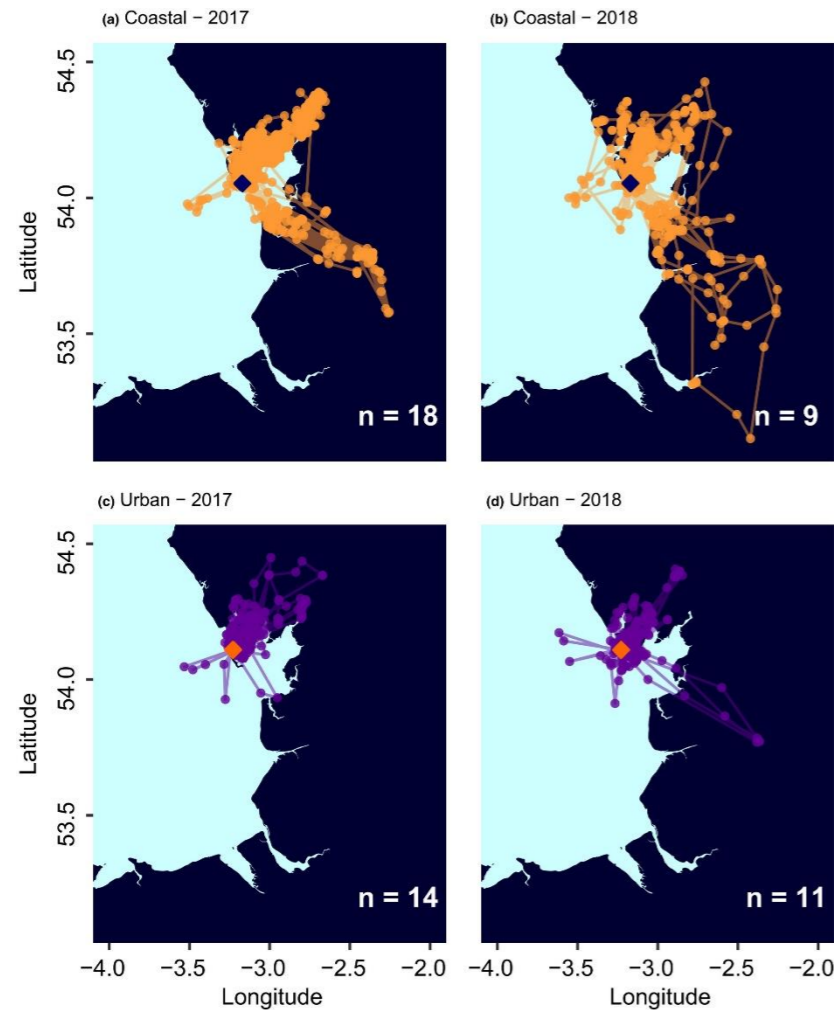 (a) Coastal − 2017
(b) Coastal − 2018
54.5
54.0
53.5
Latitude
n = 18
n = 9
(c) Urban − 2017
(d) Urban − 2018
54.5
54.0
53.5
Latitude
n = 14
n = 11
−4.0 −3.5 −3.0 −2.5 −2.0
−4.0 −3.5 −3.0 −2.5 −2.0
Longitude
Longitude